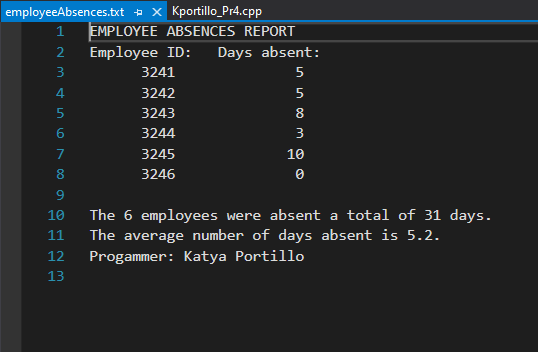 employeeAbsences.txt Kportillo_Pr4.cpp
1 EMPLOYEE ABSENCES REPORT
2 Employee ID: Days absent:
3 3241 5
4 3242 5
5 3243 8
6 3244 3
7 3245 10
8 3246 0
9
10 The 6 employees were absent a total of 31 days.
11 The average number of days absent is 5.2.
12 Progammer: Katya Portillo
13